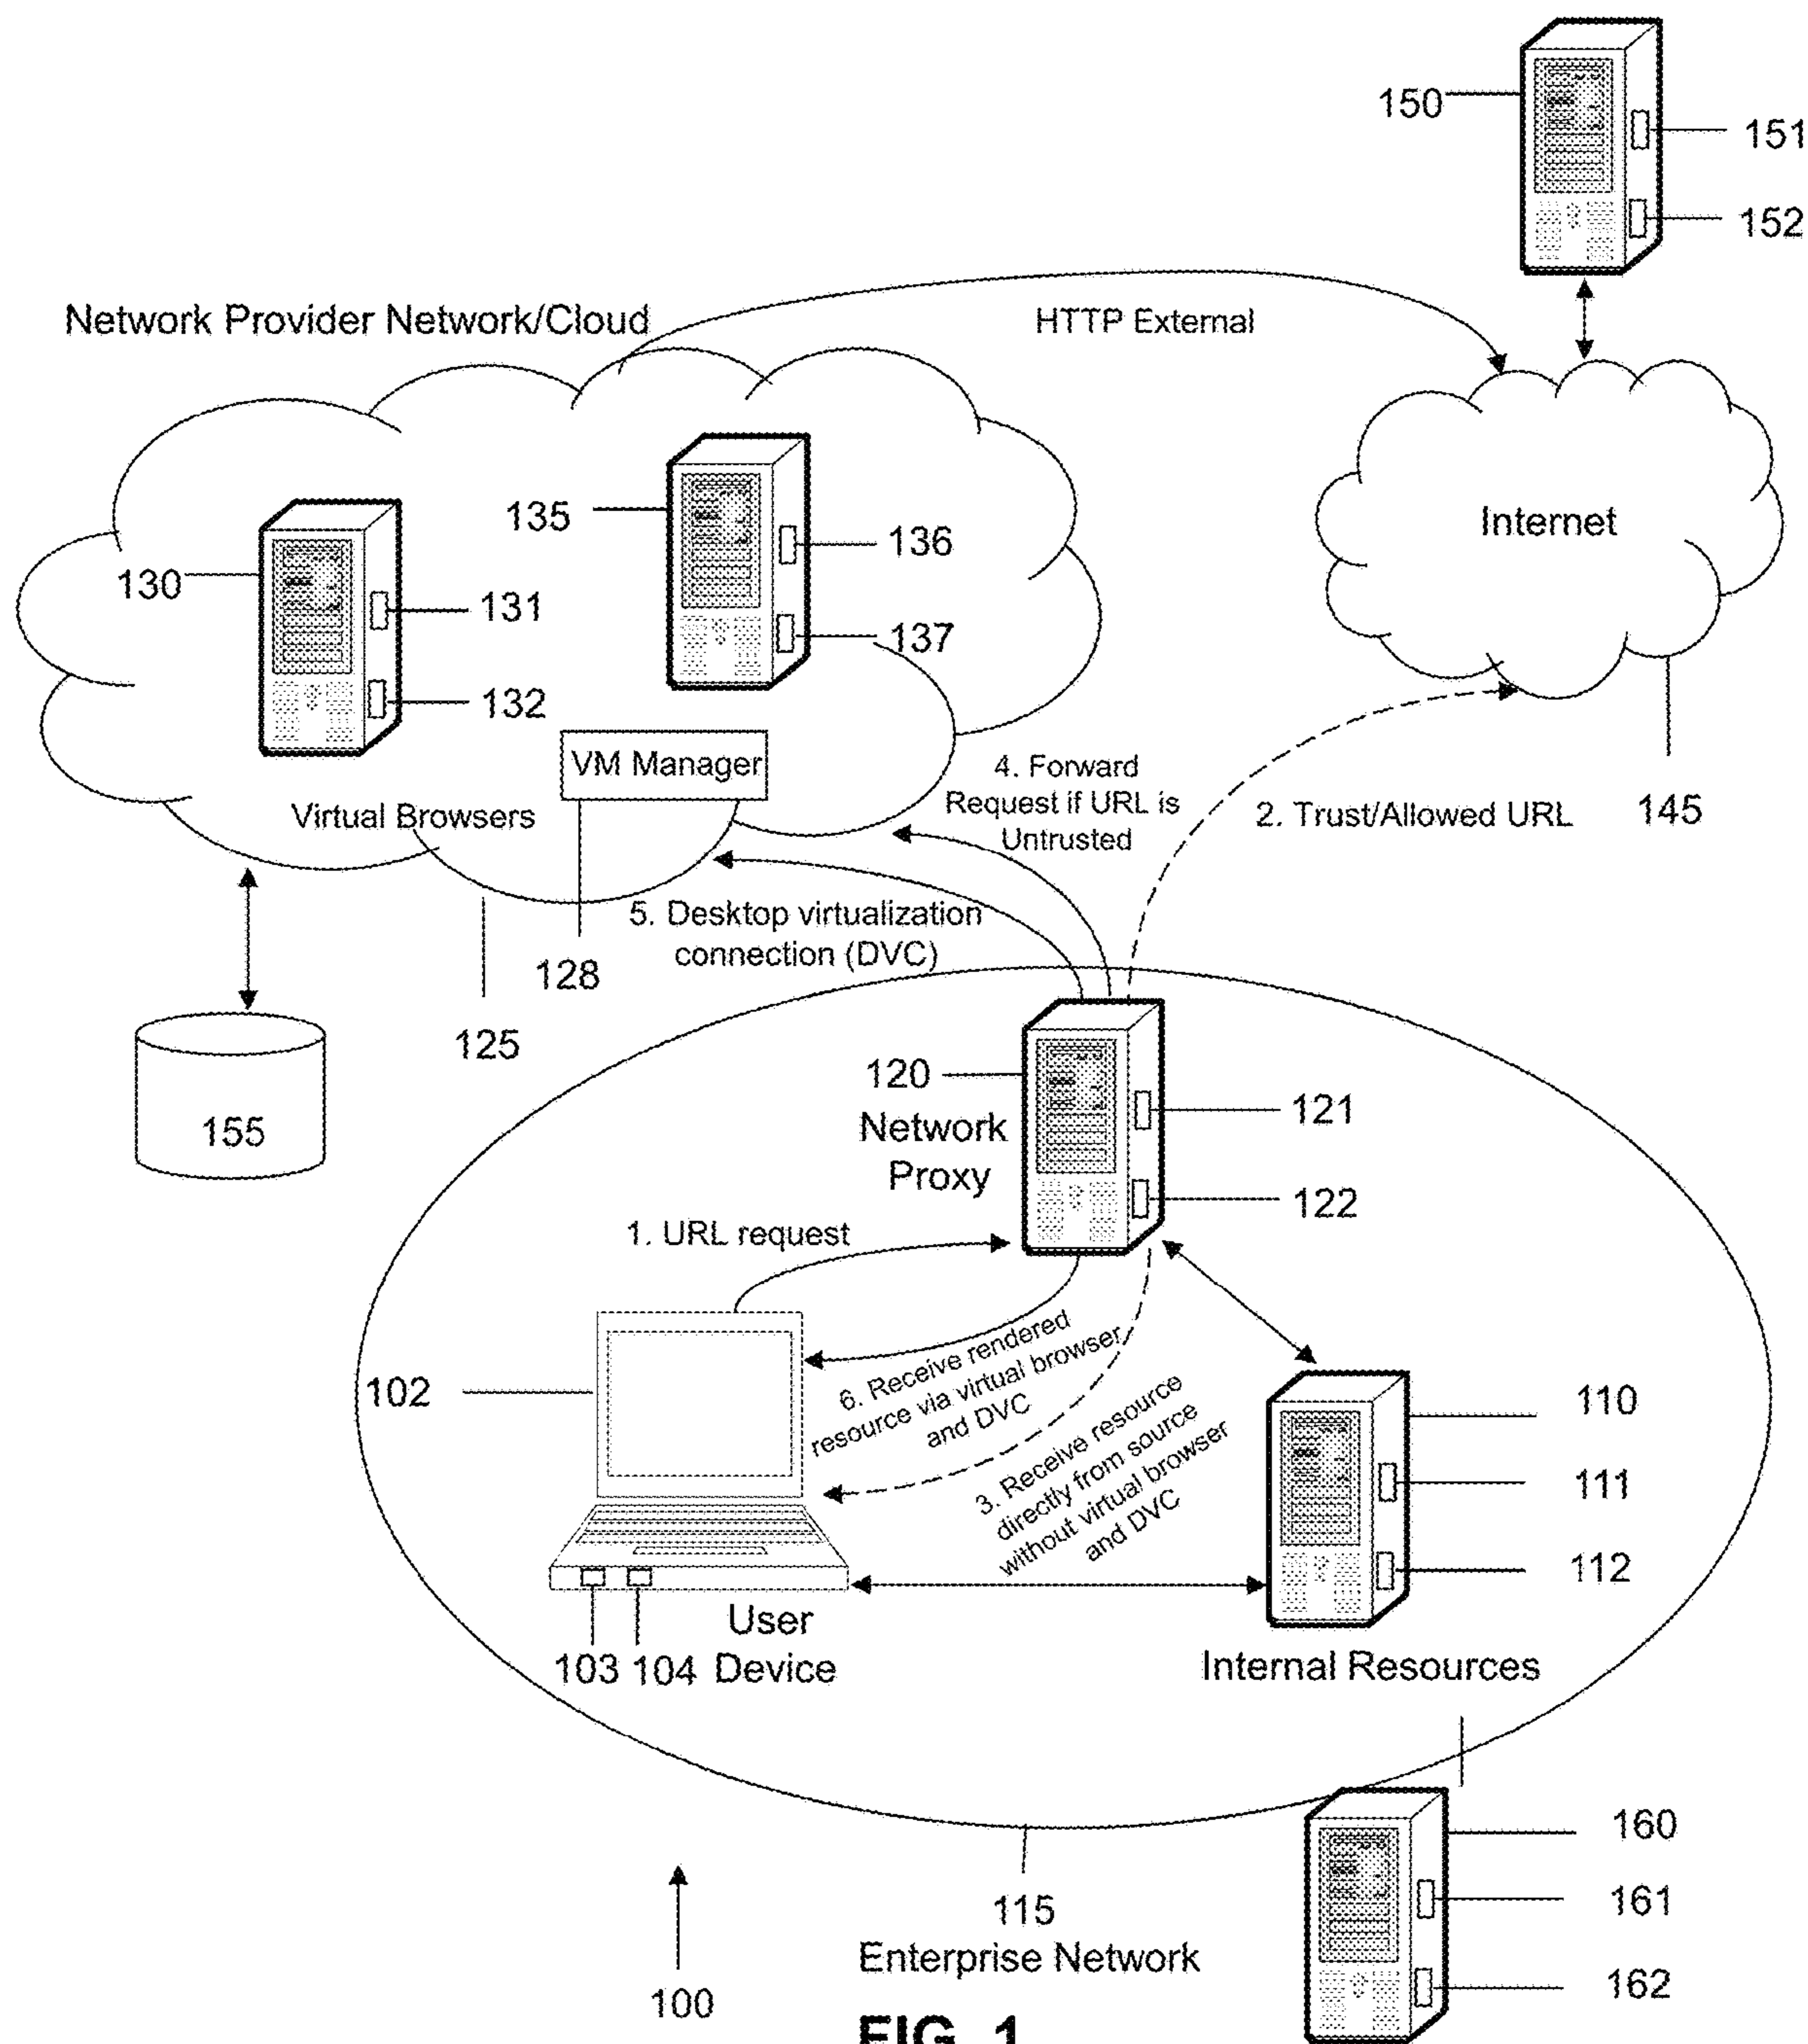 150
151
152
Network Provider Network/Cloud
HTTP External
135
136
Internet
130
131
137
132
VM Manager
4. Forward
Request if URL is
Untrusted
Virtual Browsers
2. Trust/Allowed URL
145
5. Desktop virtualization
connection (DVC)
128
125
120
121
155
Network
Proxy
122
1. URL request
6. Receive rendered
resource via virtual browser
and DVC
102
3. Receive resource
directly from source
without virtual browser
and DVC
110
111
112
User
Device
103
104
Internal Resources
160
161
115
Enterprise Network
162
100
FIG. 1